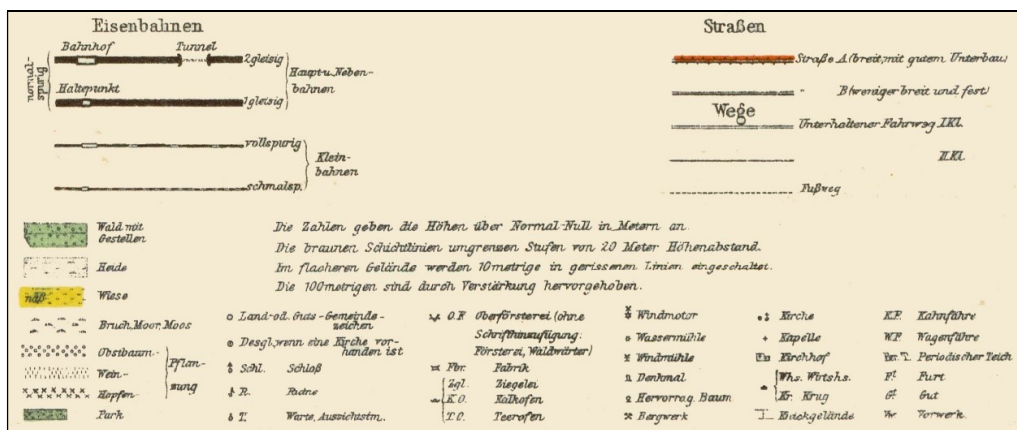 Eisenbahnen
Bahnhof
Tunnel
2gleisig
normal-
spurig
Haupt-u.Neben-
bahnen
Haltepunkt
1gleisig
vollspurig
Klein-
bahnen
schmalsp.
Straßen
Straße A(breit,mit gutem Unterbau)
" B(weniger breit und fest)
Wege
Unterhaltener Fahrweg I.Kl.
II.Kl.
Fußweg
Wald mit
Gestellen
Heide
naß
Wiese
Bruch, Moor, Moos
Obstbaum-
Wein-
Hopfen-
Pflan-
zung
Park
Die Zahlen geben die Höhen über Normal-Null in Metern an.
Die braunen Schichtlinien umgrenzen Stufen von 20 Meter Höhenabstand.
Im flacheren Gelände werden 10metrige in gerissenen Linien eingeschaltet.
Die 100metrigen sind durch Verstärkung hervorgehoben.
Land-od. Guts-Gemeinde-
zeichen
Desgl., wenn eine Kirche vor-
handen ist
Schl. Schloß
R. Ruine
T. Warte, Aussichtstm.
O.F. Oberförsterei (ohne
Schrifthinzufügung:
Försterei, Waldwärter)
Fbr. Fabrik
Zgl. Ziegelei
K.O. Kalkofen
T.O. Teerofen
Windmotor
Wassermühle
Windmühle
Denkmal
Hervorrag. Baum
Bergwerk
Kirche
Kapelle
Kirchhof
Whs. Wirtshs.
Kr. Krug
Buschgelände
K.F. Kahnfähre
W.F. Wagenfähre
Per. T. Periodischer Teich
Ft. Furt
Gt. Gut
Vw. Vorwerk